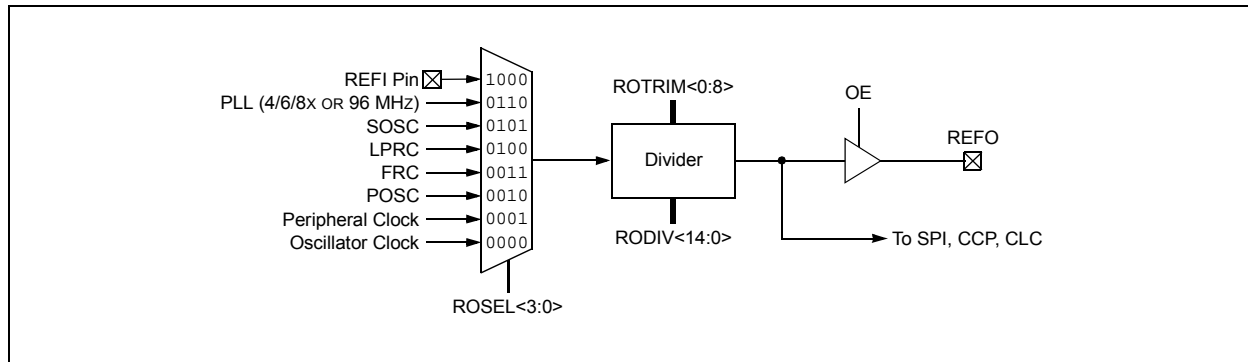 REFI Pin 1000
PLL (4/6/8X OR 96 MHZ) 0110
SOSC 0101
LPRC 0100
FRC 0011
POSC 0010
Peripheral Clock 0001
Oscillator Clock 0000
ROSEL<3:0>
ROTRIM<0:8>
Divider
RODIV<14:0>
OE
REFO
To SPI, CCP, CLC